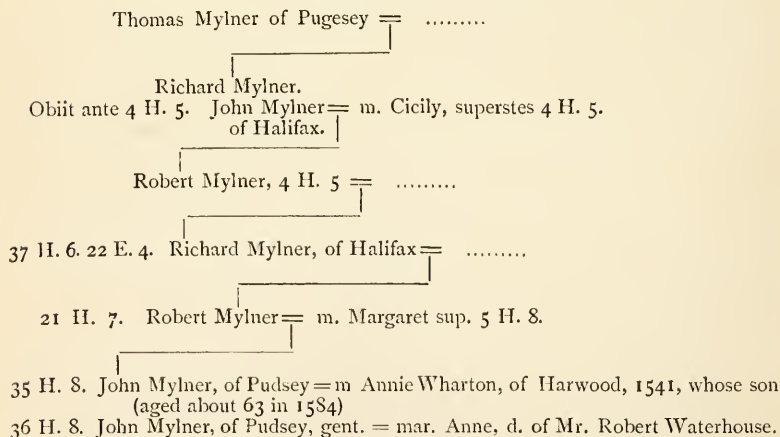 Thomas Mylner of Pugesey = .........
Richard Mylner.
Obiit ante 4 H. 5. John Mylner = m. Cicily, superstes 4 H. 5.
of Halifax.
Robert Mylner, 4 H. 5 = .........
37 H. 6. 22 E. 4. Richard Mylner, of Halifax = .........
21 H. 7. Robert Mylner = m. Margaret sup. 5 H. 8.
35 H. 8. John Mylner, of Pudsey = m Annie Wharton, of Harwood, 1541, whose son
(aged about 63 in 1584)
36 H. 8. John Mylner, of Pudsey, gent. = mar. Anne, d. of Mr. Robert Waterhouse.